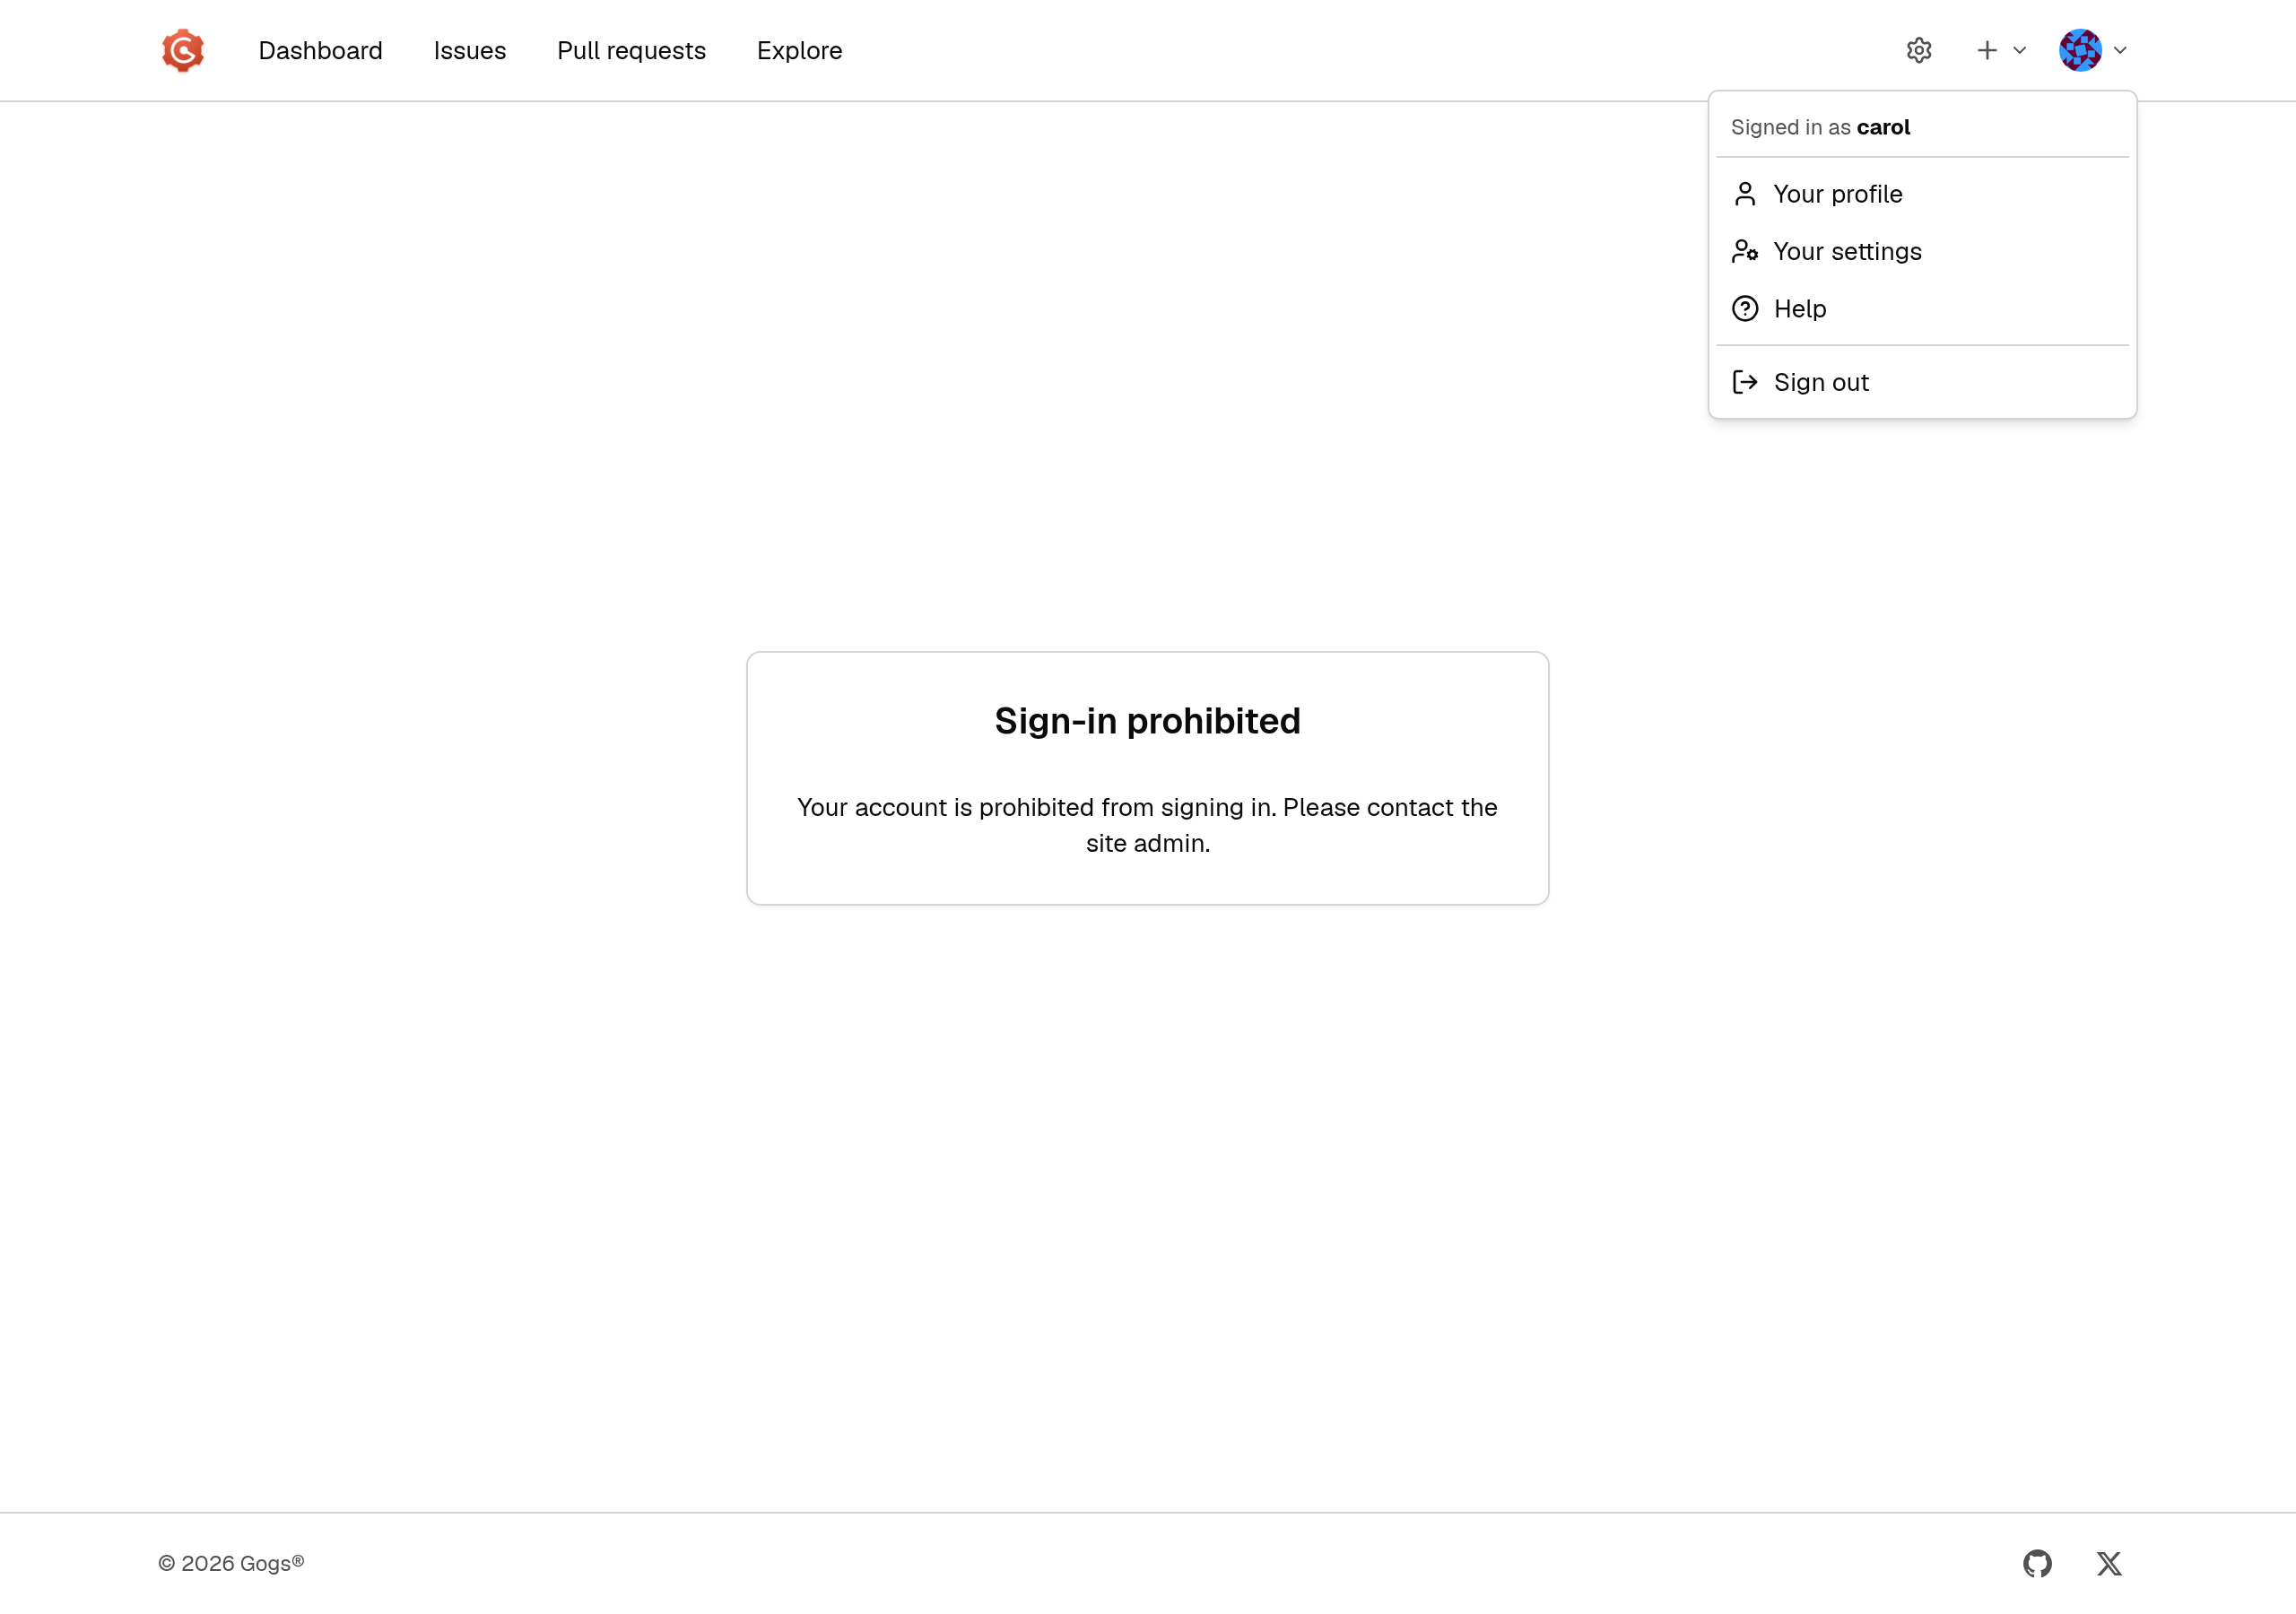 Dashboard Issues Pull requests Explore
Signed in as carol
Your profile
Your settings
Help
Sign out
Sign-in prohibited
Your account is prohibited from signing in. Please contact the
site admin.
© 2026 Gogs®